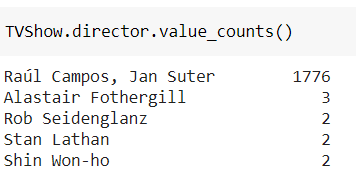 TVShow.director.value_counts()
Raúl Campos, Jan Suter 1776
Alastair Fothergill 3
Rob Seidenglanz 2
Stan Lathan 2
Shin Won-ho 2